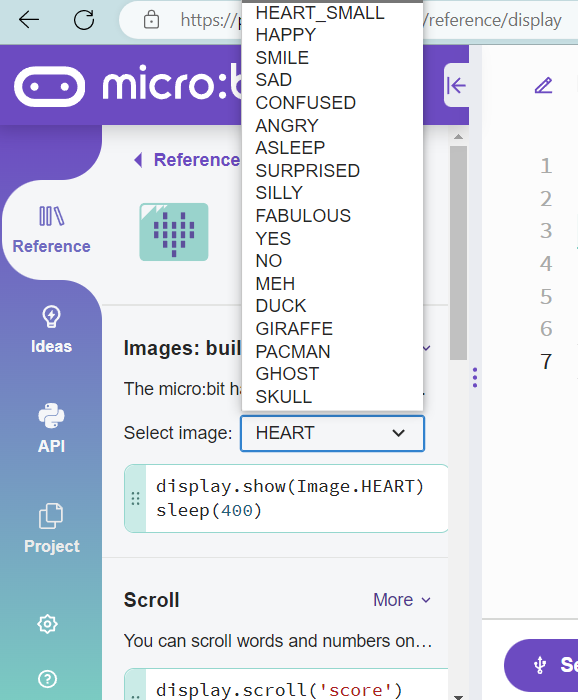 https://
/reference/display
micro:b
HEART_SMALL
HAPPY
SMILE
SAD
CONFUSED
ANGRY
ASLEEP
SURPRISED
SILLY
FABULOUS
YES
NO
MEH
DUCK
GIRAFFE
PACMAN
GHOST
SKULL
Reference
Ideas
API
Project
Reference
Images: buil
The micro:bit h
Select image: HEART
display.show(Image.HEART)
sleep(400)
Scroll More
You can scroll words and numbers on…
display.scroll('score')
1
2
3
4
5
6
7
Se